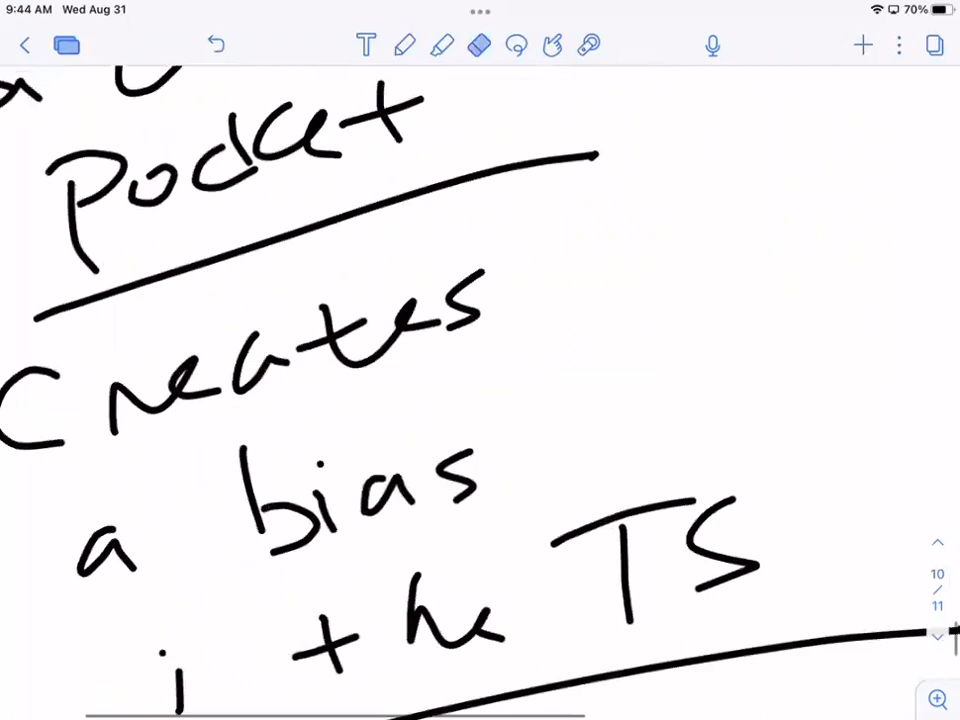 9:44 AM Wed Aug 31
70%
Pocket
Creates
a bias
i the TS
10
/
11